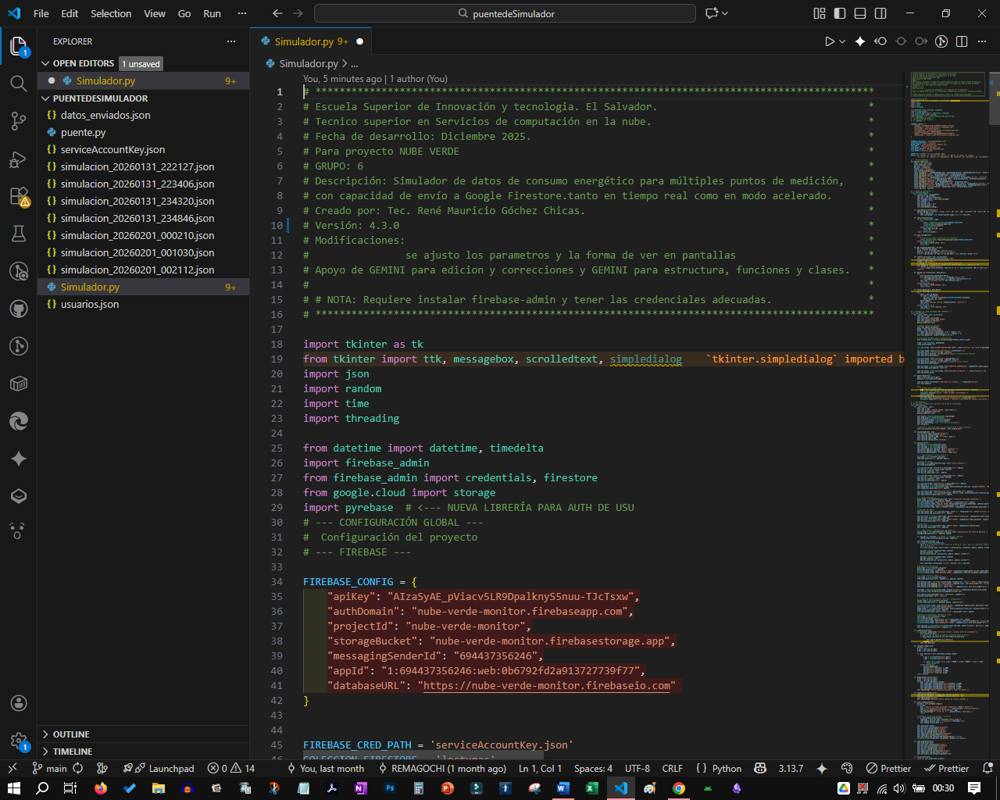 File Edit Selection View Go Run ··· puentedeSimulador
EXPLORER ···
OPEN EDITORS 1 unsaved
Simulador.py 9+
PUENTEDESIMULADOR
datos_enviados.json
puente.py
serviceAccountKey.json
simulacion_20260131_222127.json
simulacion_20260131_223406.json
simulacion_20260131_234320.json
simulacion_20260131_234846.json
simulacion_20260201_000210.json
simulacion_20260201_001030.json
simulacion_20260201_002112.json
Simulador.py 9+
usuarios.json
OUTLINE
TIMELINE
Simulador.py 9+
Simulador.py > ...
You, 5 minutes ago | 1 author (You)
1 # *********************************************************************************************
2 # Escuela Superior de Innovación y tecnologia. El Salvador. *
3 # Tecnico superior en Servicios de computación en la nube. *
4 # Fecha de desarrollo: Diciembre 2025. *
5 # Para proyecto NUBE VERDE *
6 # GRUPO: 6 *
7 # Descripción: Simulador de datos de consumo energético para múltiples puntos de medición, *
8 # con capacidad de envío a Google Firestore.tanto en tiempo real como en modo acelerado. *
9 # Creado por: Tec. René Mauricio Góchez Chicas. *
10 # Versión: 4.3.0 *
11 # Modificaciones: *
12 # se ajusto los parametros y la forma de ver en pantallas *
13 # Apoyo de GEMINI para edicion y correcciones y GEMINI para estructura, funciones y clases. *
14 # *
15 # # NOTA: Requiere instalar firebase-admin y tener las credenciales adecuadas. *
16 # *********************************************************************************************
17
18 import tkinter as tk
19 from tkinter import ttk, messagebox, scrolledtext, simpledialog `tkinter.simpledialog` imported b
20 import json
21 import random
22 import time
23 import threading
24
25 from datetime import datetime, timedelta
26 import firebase_admin
27 from firebase_admin import credentials, firestore
28 from google.cloud import storage
29 import pyrebase # <--- NUEVA LIBRERÍA PARA AUTH DE USU
30 # --- CONFIGURACIÓN GLOBAL ---
31 # Configuración del proyecto
32 # --- FIREBASE ---
33
34 FIREBASE_CONFIG = {
35 "apiKey": "AIzaSyAE_pViacv5LR9DpalknyS5nuu-TJcTsxw",
36 "authDomain": "nube-verde-monitor.firebaseapp.com",
37 "projectId": "nube-verde-monitor",
38 "storageBucket": "nube-verde-monitor.firebasestorage.app",
39 "messagingSenderId": "694437356246",
40 "appId": "1:694437356246:web:0b6792fd2a913727739f77",
41 "databaseURL": "https://nube-verde-monitor.firebaseio.com"
42 }
43
44
45 FIREBASE_CRED_PATH = 'serviceAccountKey.json'
46 COLECCION_FIRESTORE = 'lecturas'
main Launchpad 0 14 You, last month REMAGOCHI (1 month ago) Ln 1, Col 1 Spaces: 4 UTF-8 CRLF { } Python 3.13.7 Prettier Prettier
00:30